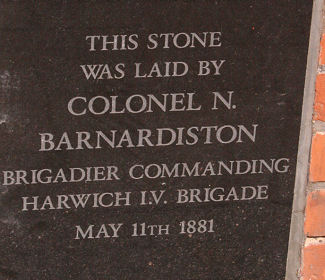 THIS STONE
WAS LAID BY
COLONEL N.
BARNARDISTON
BRIGADIER COMMANDING
HARWICH I.V. BRIGADE
MAY 11TH 1881